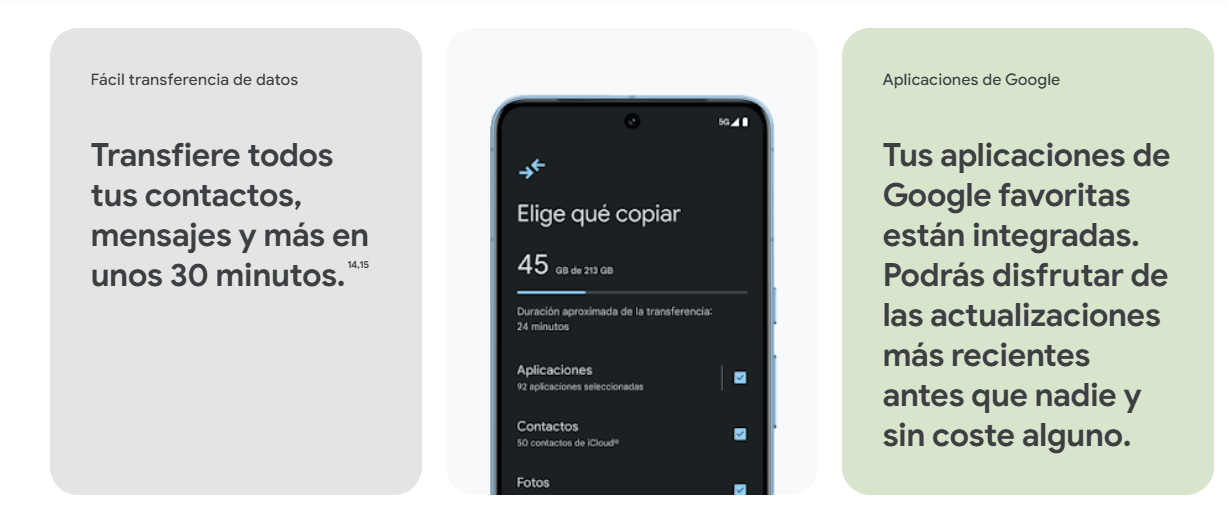 Fácil transferencia de datos
Transfiere todos
tus contactos,
mensajes y más en
unos 30 minutos.14,15
5G
Elige qué copiar
45 GB de 213 GB
Duración aproximada de la transferencia:
24 minutos
Aplicaciones
92 aplicaciones seleccionadas
Contactos
50 contactos de iCloud®
Fotos
Aplicaciones de Google
Tus aplicaciones de
Google favoritas
están integradas.
Podrás disfrutar de
las actualizaciones
más recientes
antes que nadie y
sin coste alguno.